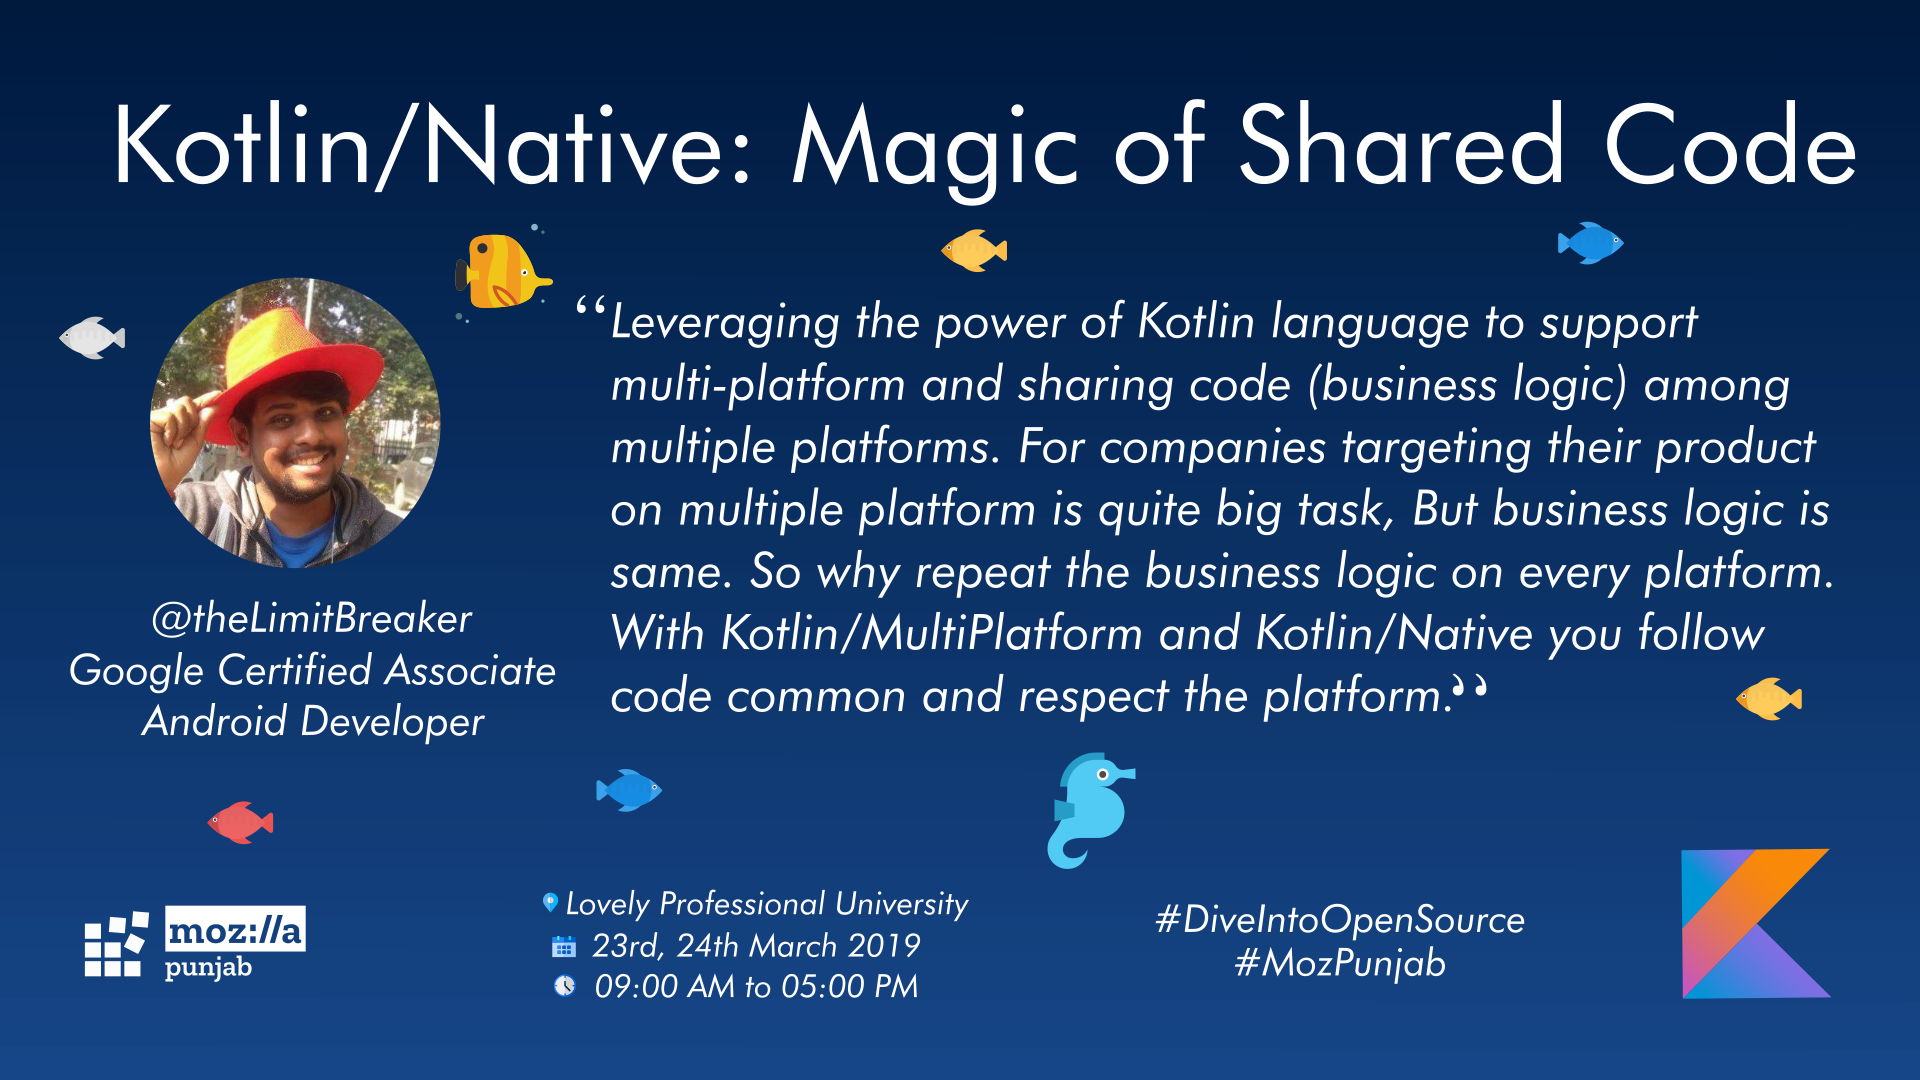 Kotlin/Native: Magic of Shared Code
“Leveraging the power of Kotlin language to support
multi-platform and sharing code (business logic) among
multiple platforms. For companies targeting their product
on multiple platform is quite big task, But business logic is
same. So why repeat the business logic on every platform.
With Kotlin/MultiPlatform and Kotlin/Native you follow
code common and respect the platform.”
@theLimitBreaker
Google Certified Associate
Android Developer
moz://a
punjab
Lovely Professional University
23rd, 24th March 2019
09:00 AM to 05:00 PM
#DiveIntoOpenSource
#MozPunjab